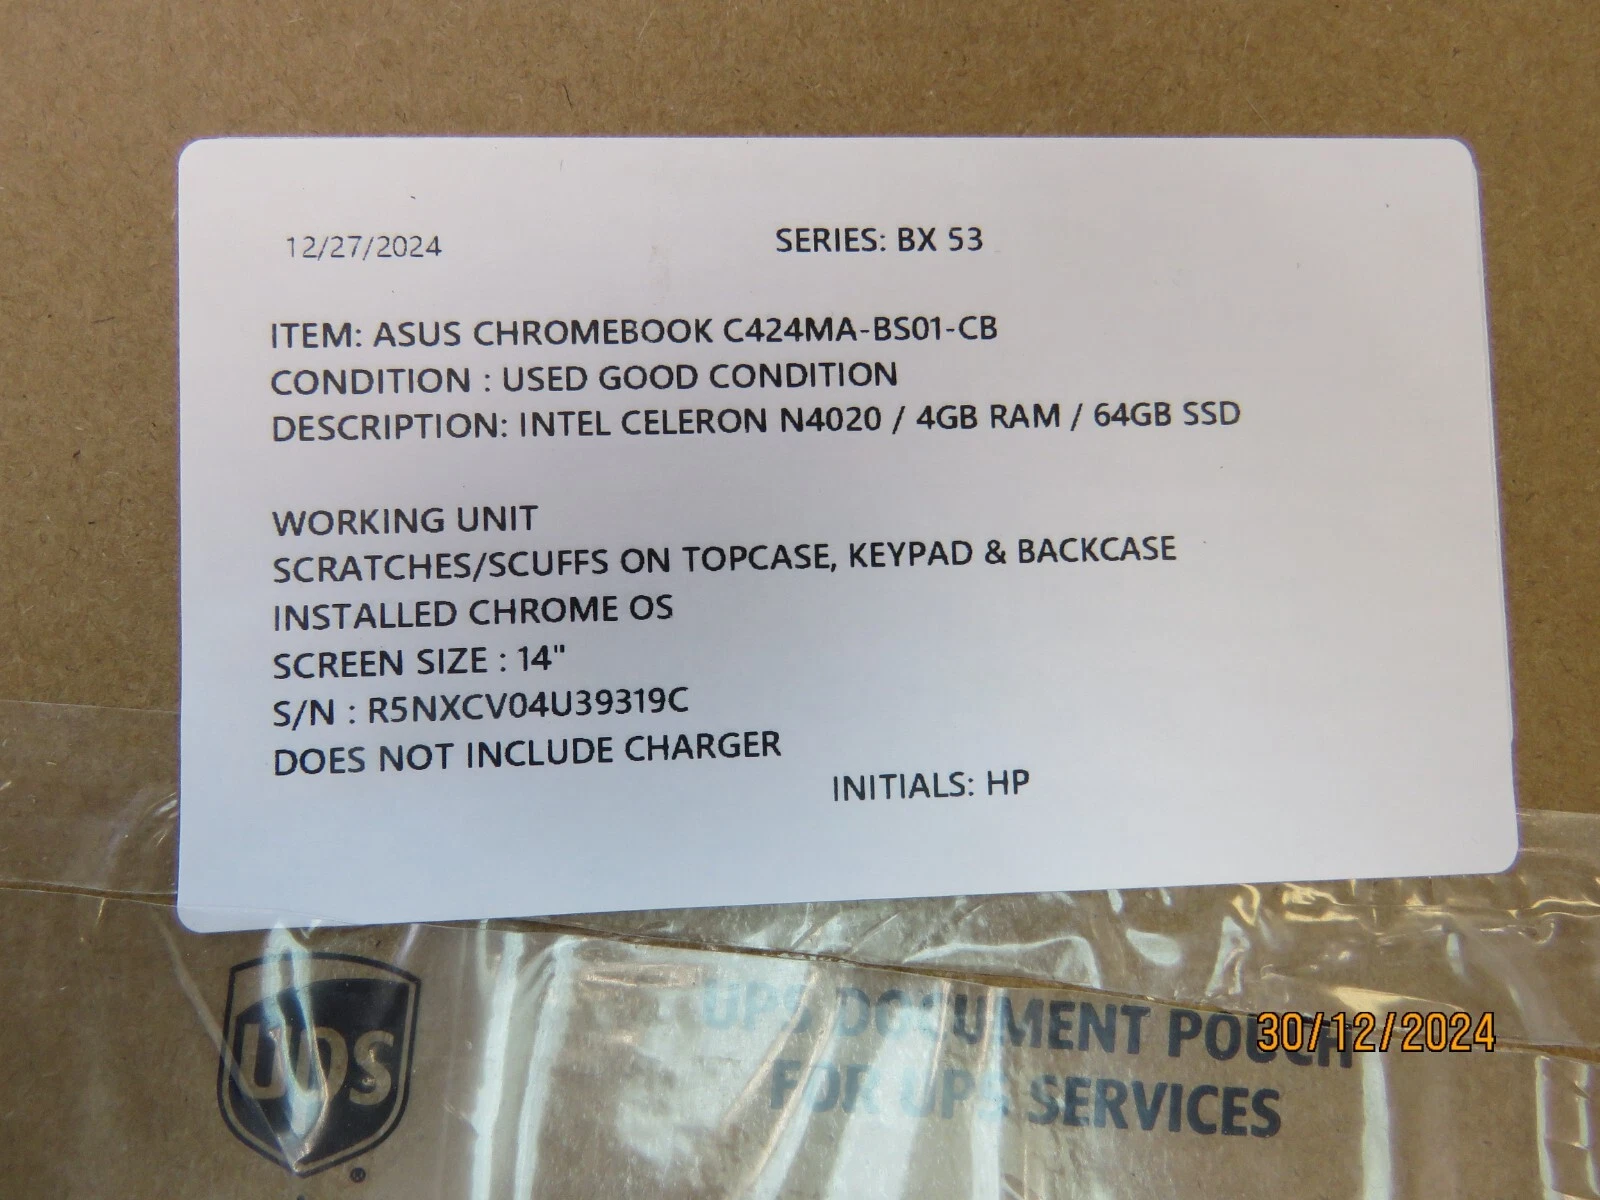 12/27/2024 SERIES: BX 53
ITEM: ASUS CHROMEBOOK C424MA-BS01-CB
CONDITION : USED GOOD CONDITION
DESCRIPTION: INTEL CELERON N4020 / 4GB RAM / 64GB SSD
WORKING UNIT
SCRATCHES/SCUFFS ON TOPCASE, KEYPAD & BACKCASE
INSTALLED CHROME OS
SCREEN SIZE : 14"
S/N : R5NXCV04U39319C
DOES NOT INCLUDE CHARGER
INITIALS: HP
ups
®
UPS DOCUMENT POUCH
FOR UPS SERVICES
30/12/2024